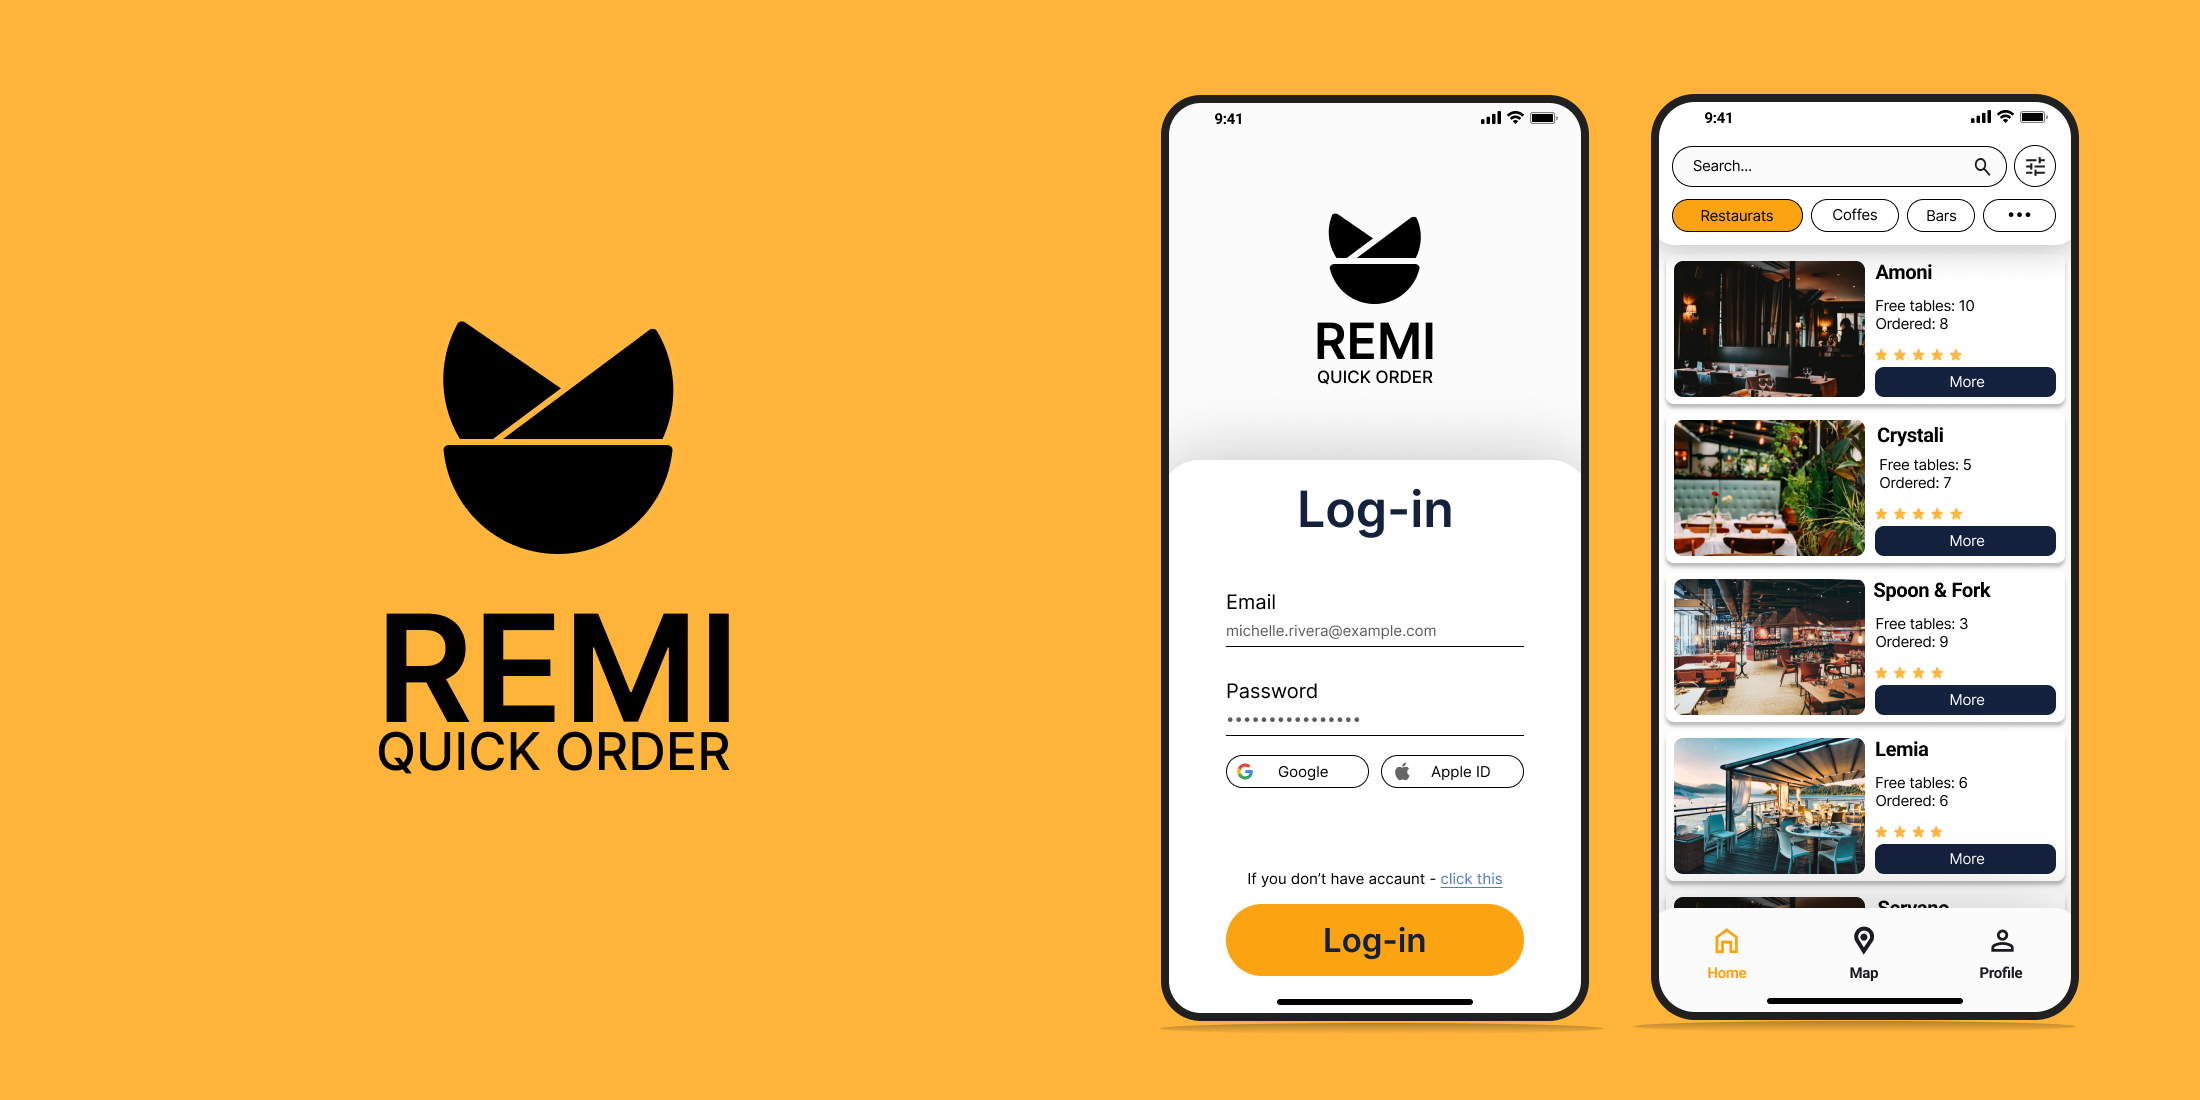 REMI
QUICK ORDER
9:41
REMI
QUICK ORDER
Log-in
Email
michelle.rivera@example.com
Password
••••••••••••••••
Google
Apple ID
If you don't have accaunt - click this
Log-in
9:41
Search...
Restaurats
Coffes
Bars
•••
Amoni
Free tables: 10
Ordered: 8
More
Crystali
Free tables: 5
Ordered: 7
More
Spoon & Fork
Free tables: 3
Ordered: 9
More
Lemia
Free tables: 6
Ordered: 6
More
Home
Map
Profile